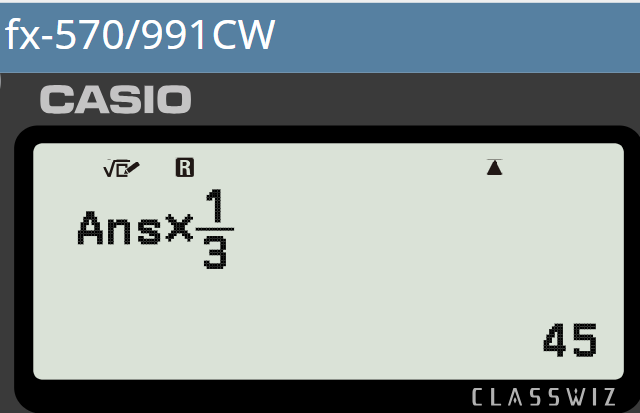 fx-570/991CW
CASIO
√ R
Ans×1/3
45
CLASSWIZ